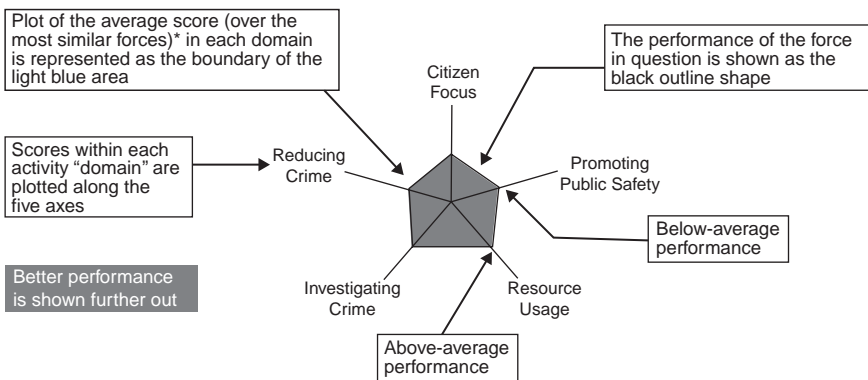 Plot of the average score (over
the most similar forces)* in each domain
is represented as the boundary of the
light blue area
The performance of the force
in question is shown as the
black outline shape
Citizen
Focus
Scores within each
activity “domain” are
plotted along the
five axes
Reducing
Crime
Promoting
Public Safety
Below-average
performance
Better performance
is shown further out
Investigating
Crime
Resource
Usage
Above-average
performance